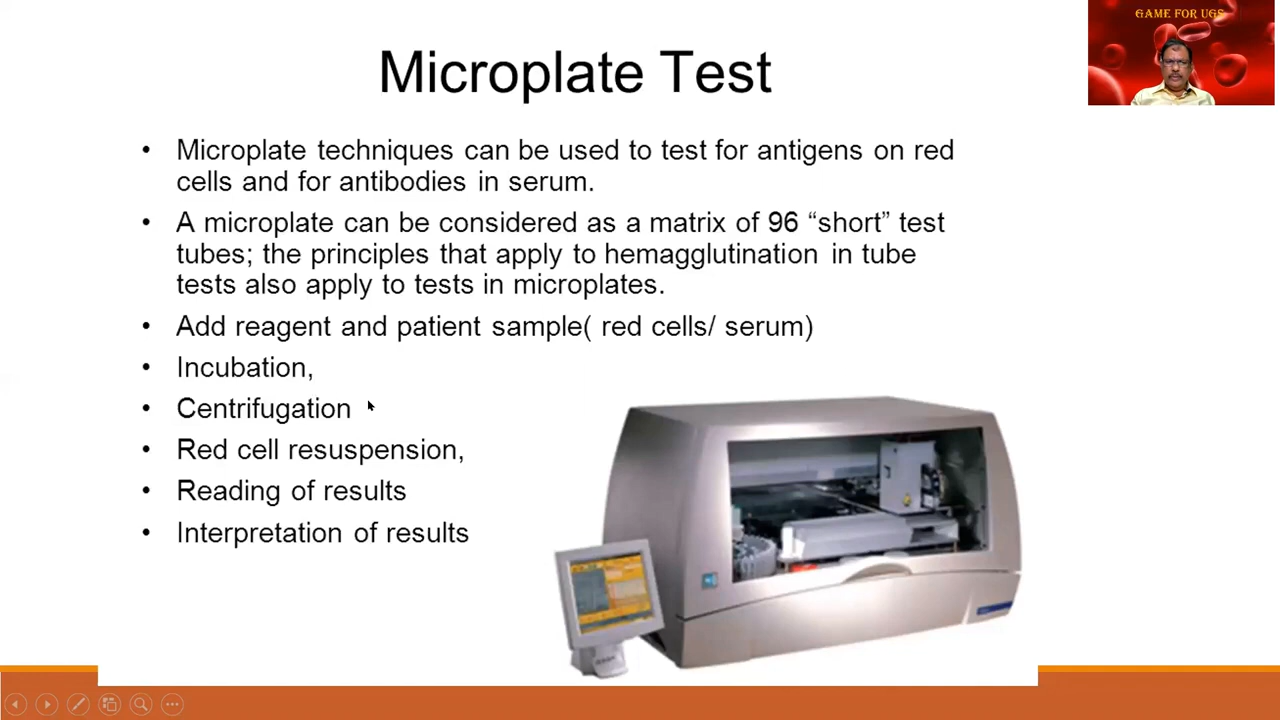 GAME FOR UGS
Microplate Test
• Microplate techniques can be used to test for antigens on red
cells and for antibodies in serum.
• A microplate can be considered as a matrix of 96 “short” test
tubes; the principles that apply to hemagglutination in tube
tests also apply to tests in microplates.
• Add reagent and patient sample( red cells/ serum)
• Incubation,
• Centrifugation
• Red cell resuspension,
• Reading of results
• Interpretation of results